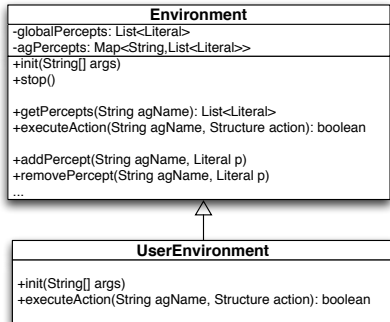 Environment
-globalPercepts: List<Literal>
-agPercepts: Map<String,List<Literal>>
+init(String[] args)
+stop()
+getPercepts(String agName): List<Literal>
+executeAction(String agName, Structure action): boolean
+addPercept(String agName, Literal p)
+removePercept(String agName, Literal p)
...
UserEnvironment
+init(String[] args)
+executeAction(String agName, Structure action): boolean